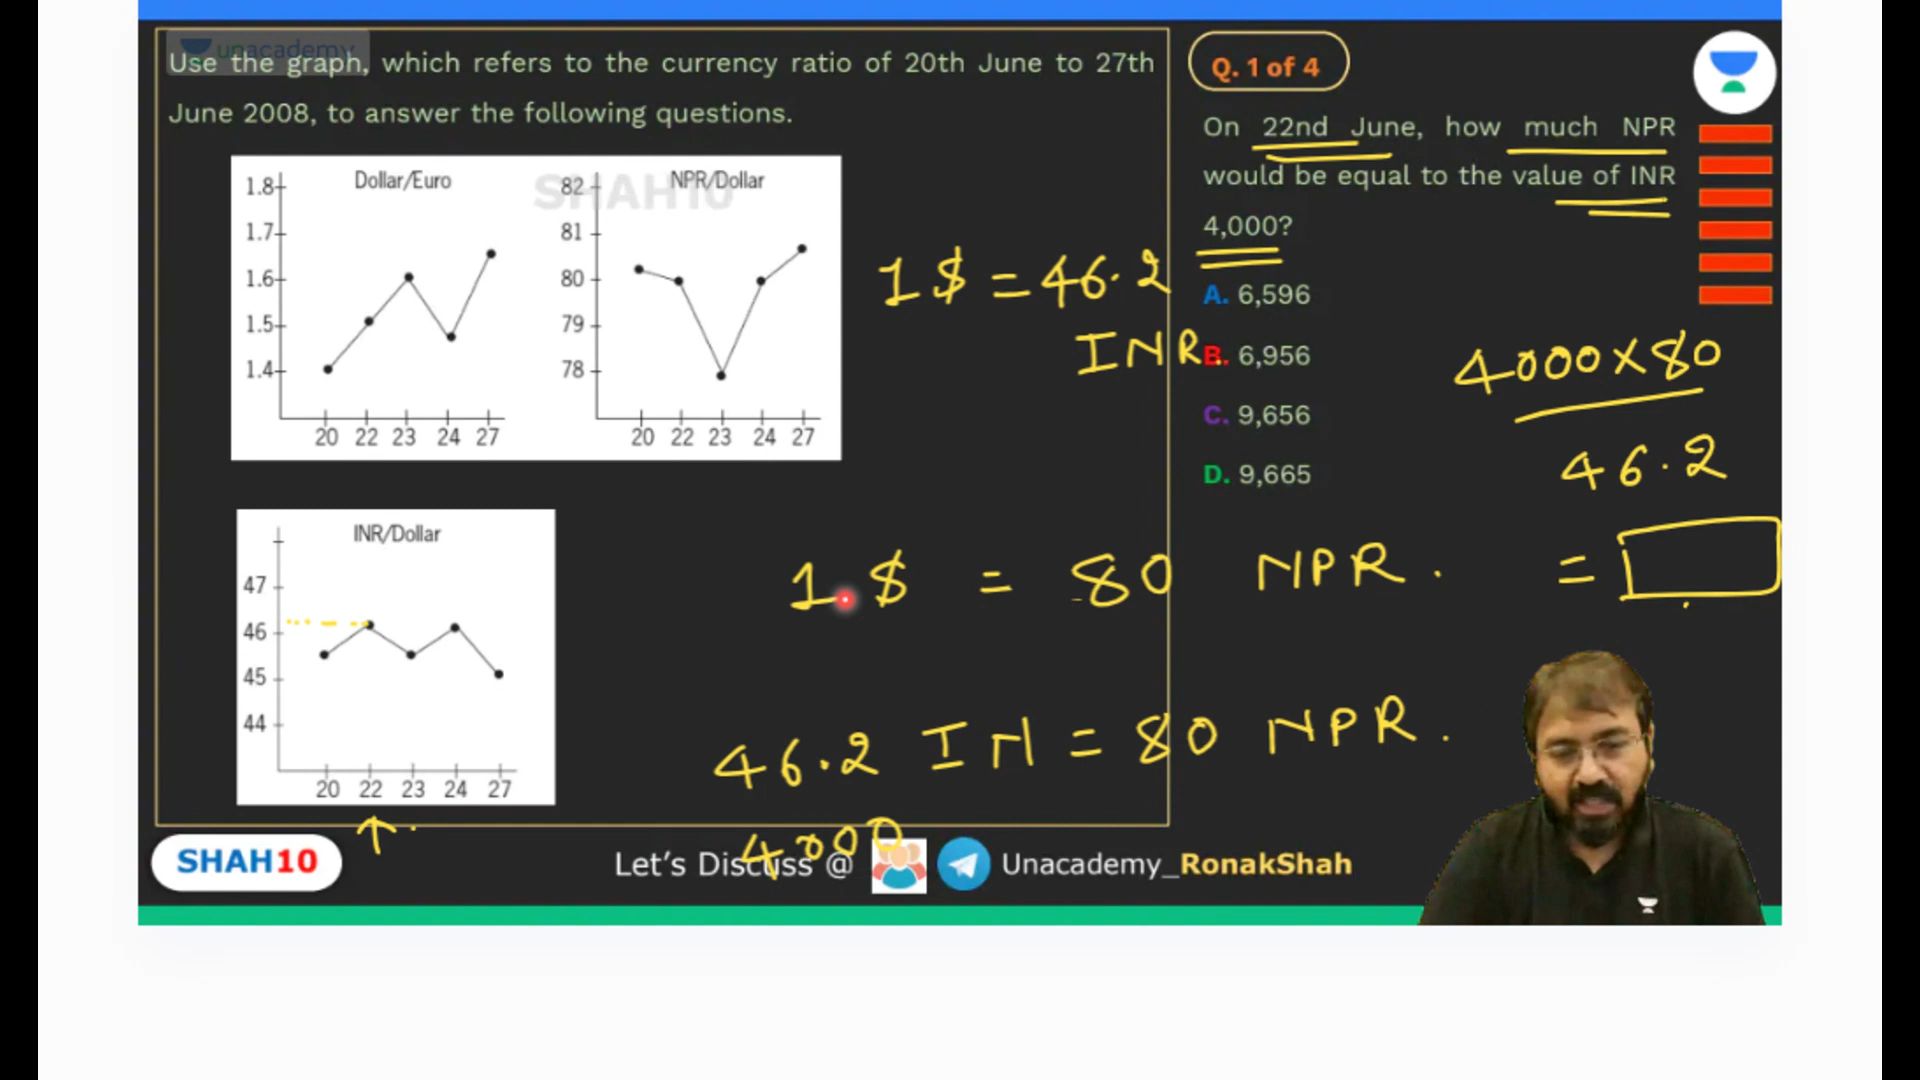 unacademy
Use the graph, which refers to the currency ratio of 20th June to 27th
June 2008, to answer the following questions.
Dollar/Euro
1.8
1.7
1.6
1.5
1.4
20 22 23 24 27
SHAH10
NPR/Dollar
82
81
80
79
78
20 22 23 24 27
INR/Dollar
47
46
45
44
20 22 23 24 27
1 $ = 46.2
INR.
1 $ = 80 NPR.
46.2 IN = 80 NPR.
4000
Q. 1 of 4
On 22nd June, how much NPR
would be equal to the value of INR
4,000?
A. 6,596
B. 6,956
C. 9,656
D. 9,665
4000 x 80
46.2
=
SHAH10
Let's Discuss @ Unacademy_RonakShah